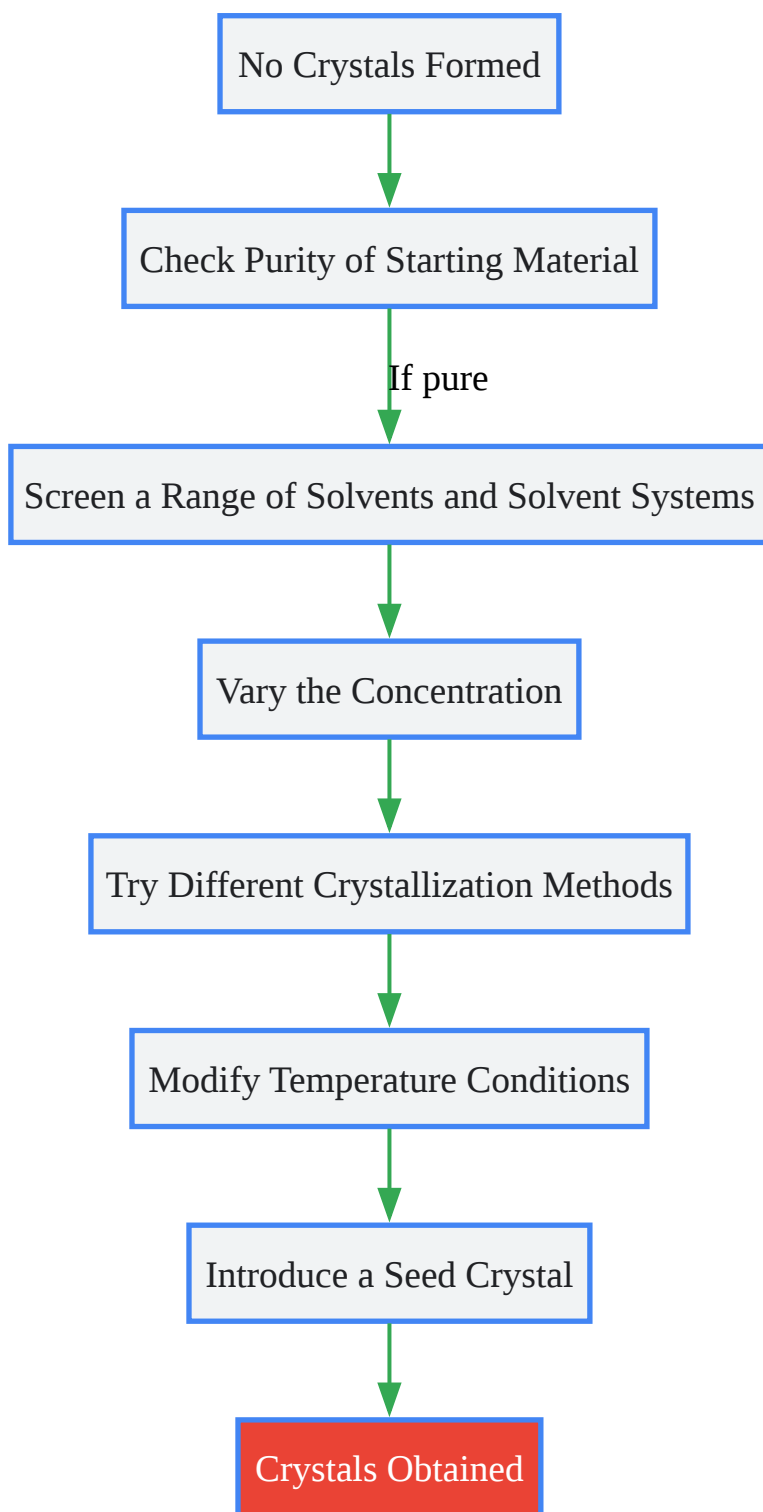 No Crystals Formed
Check Purity of Starting Material
If pure
Screen a Range of Solvents and Solvent Systems
Vary the Concentration
Try Different Crystallization Methods
Modify Temperature Conditions
Introduce a Seed Crystal
Crystals Obtained